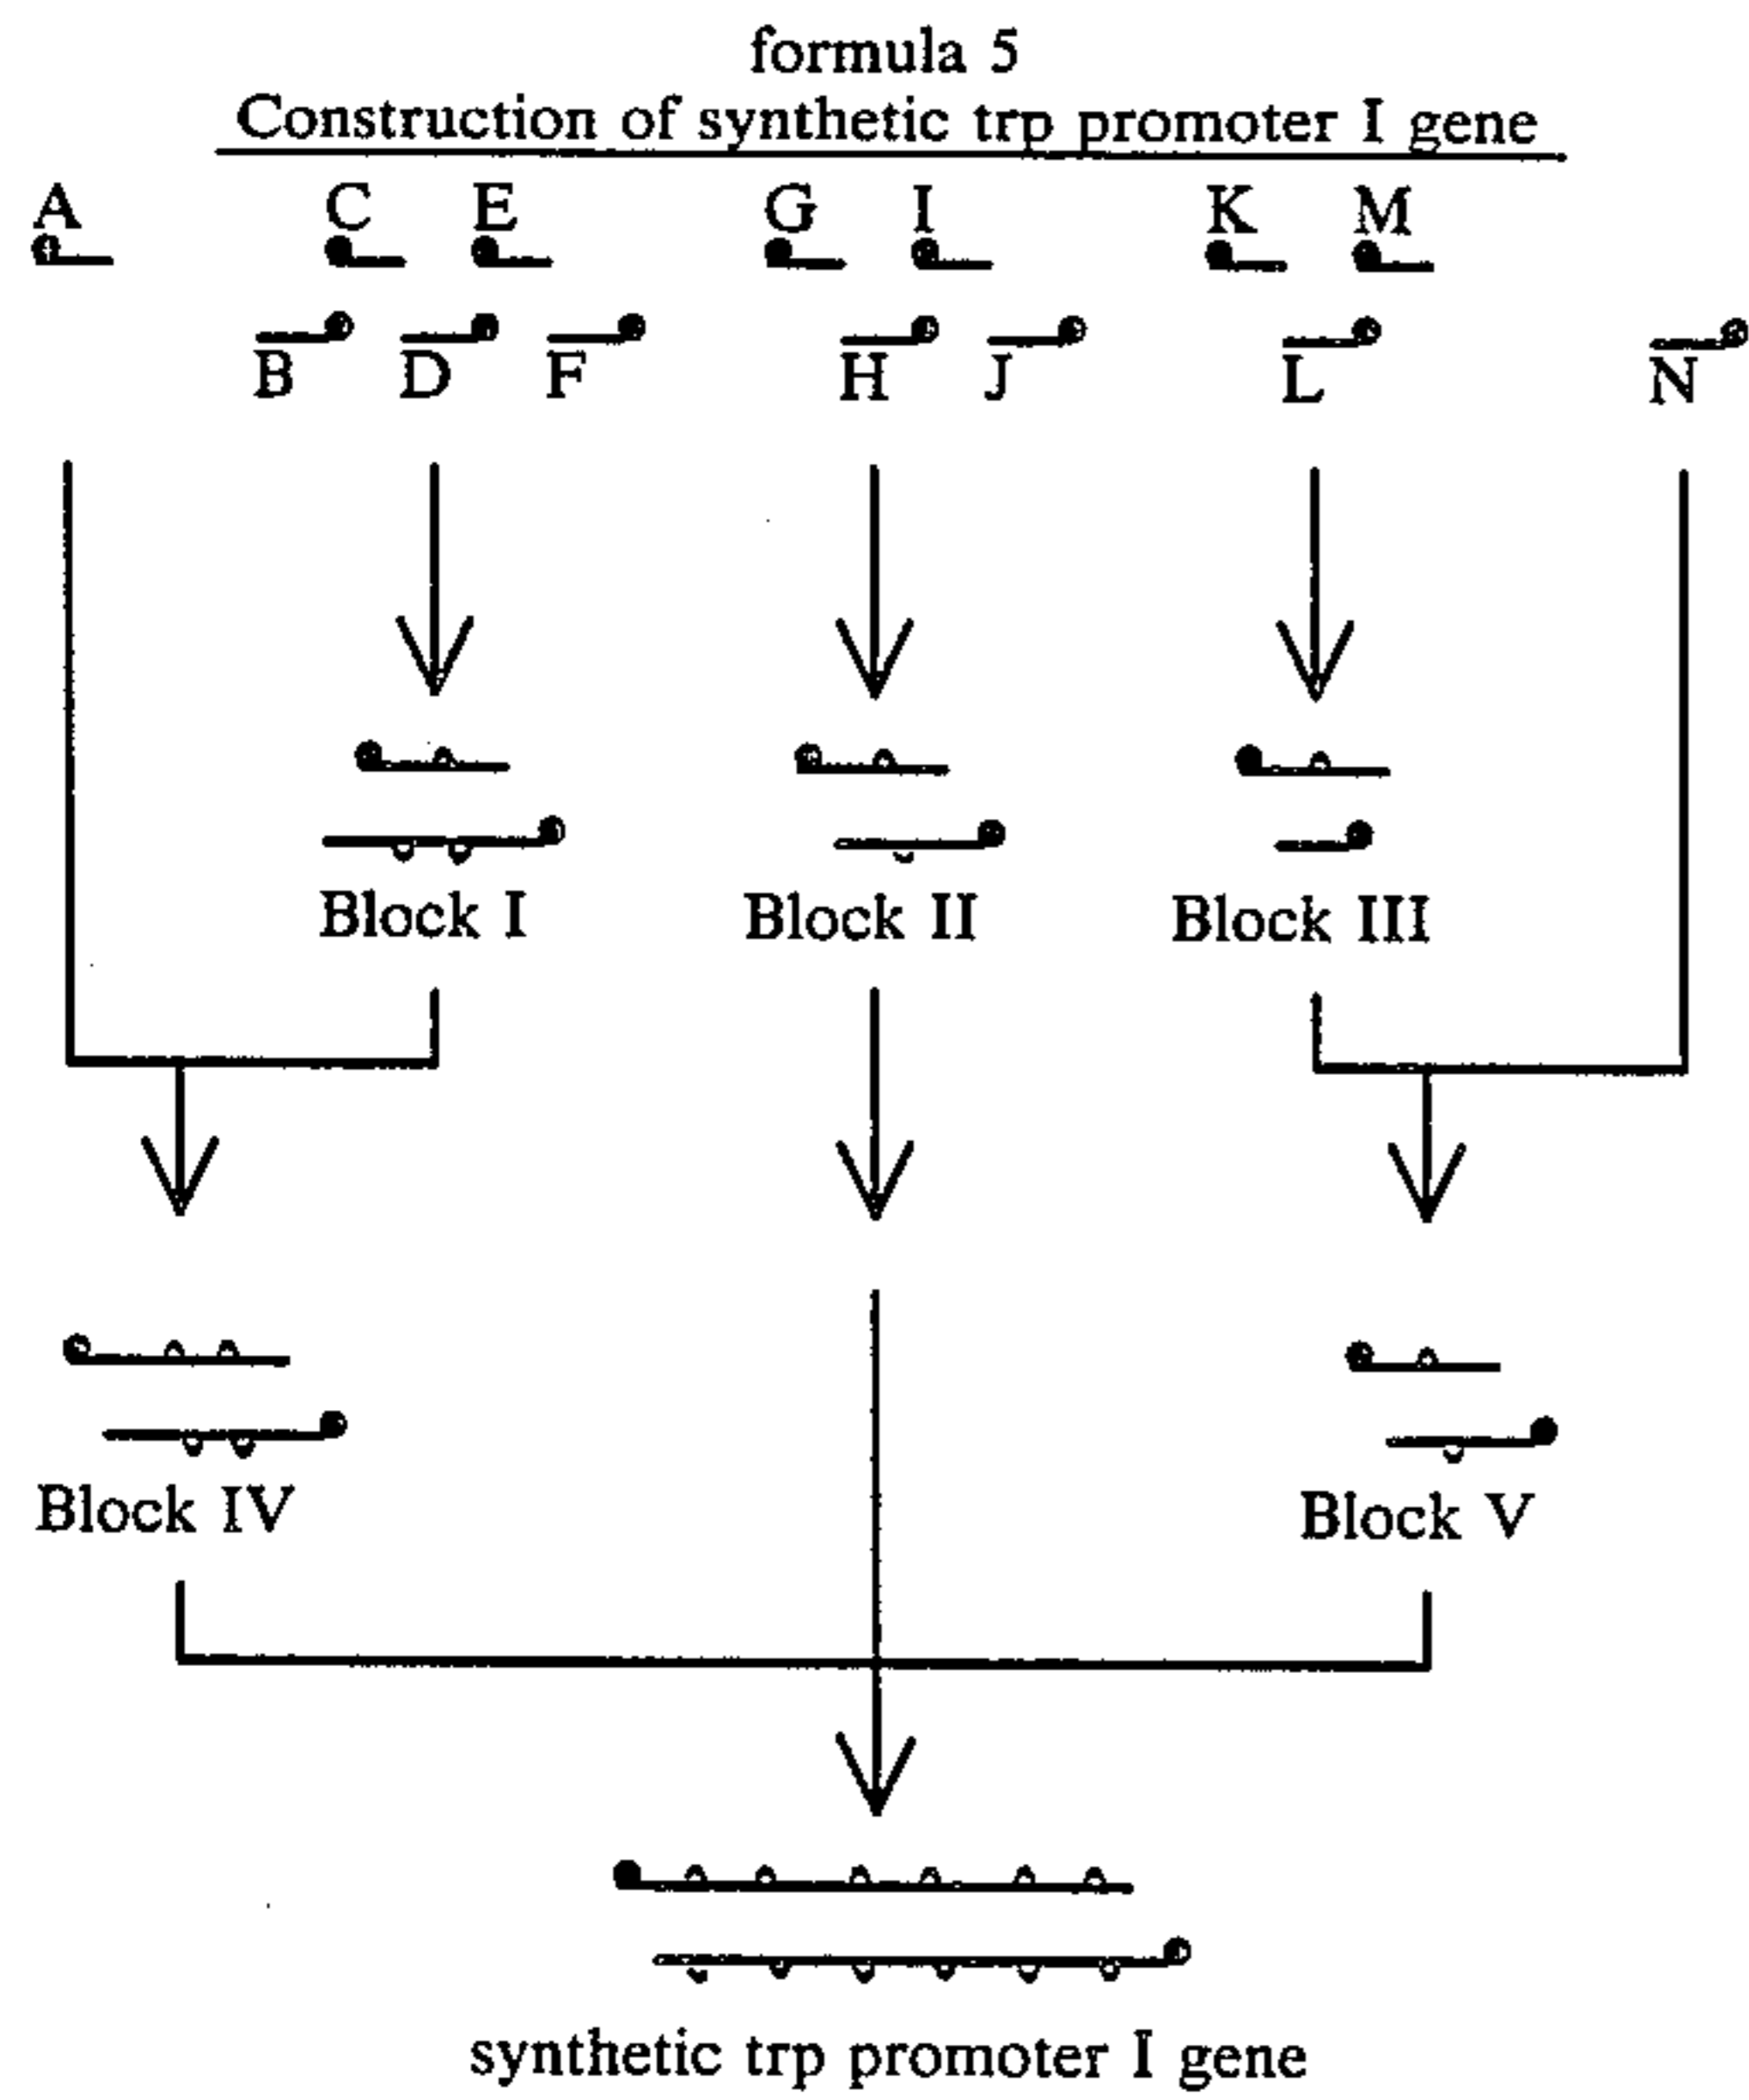 formula 5
Construction of synthetic trp promoter I gene
A C E G I K M
B D F H J L N
Block I Block II Block III
Block IV Block V
synthetic trp promoter I gene